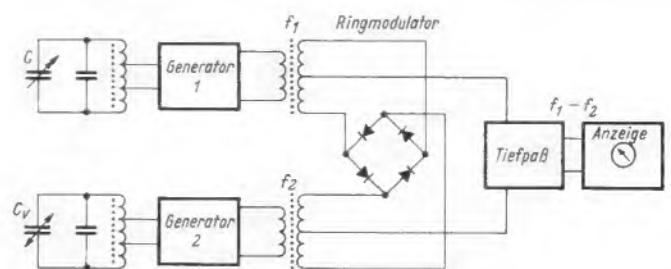 f₁
Ringmodulator
C
Generator
1
f₁ – f₂
Anzeige
Tiefpaß
f₂
Cᵥ
Generator
2